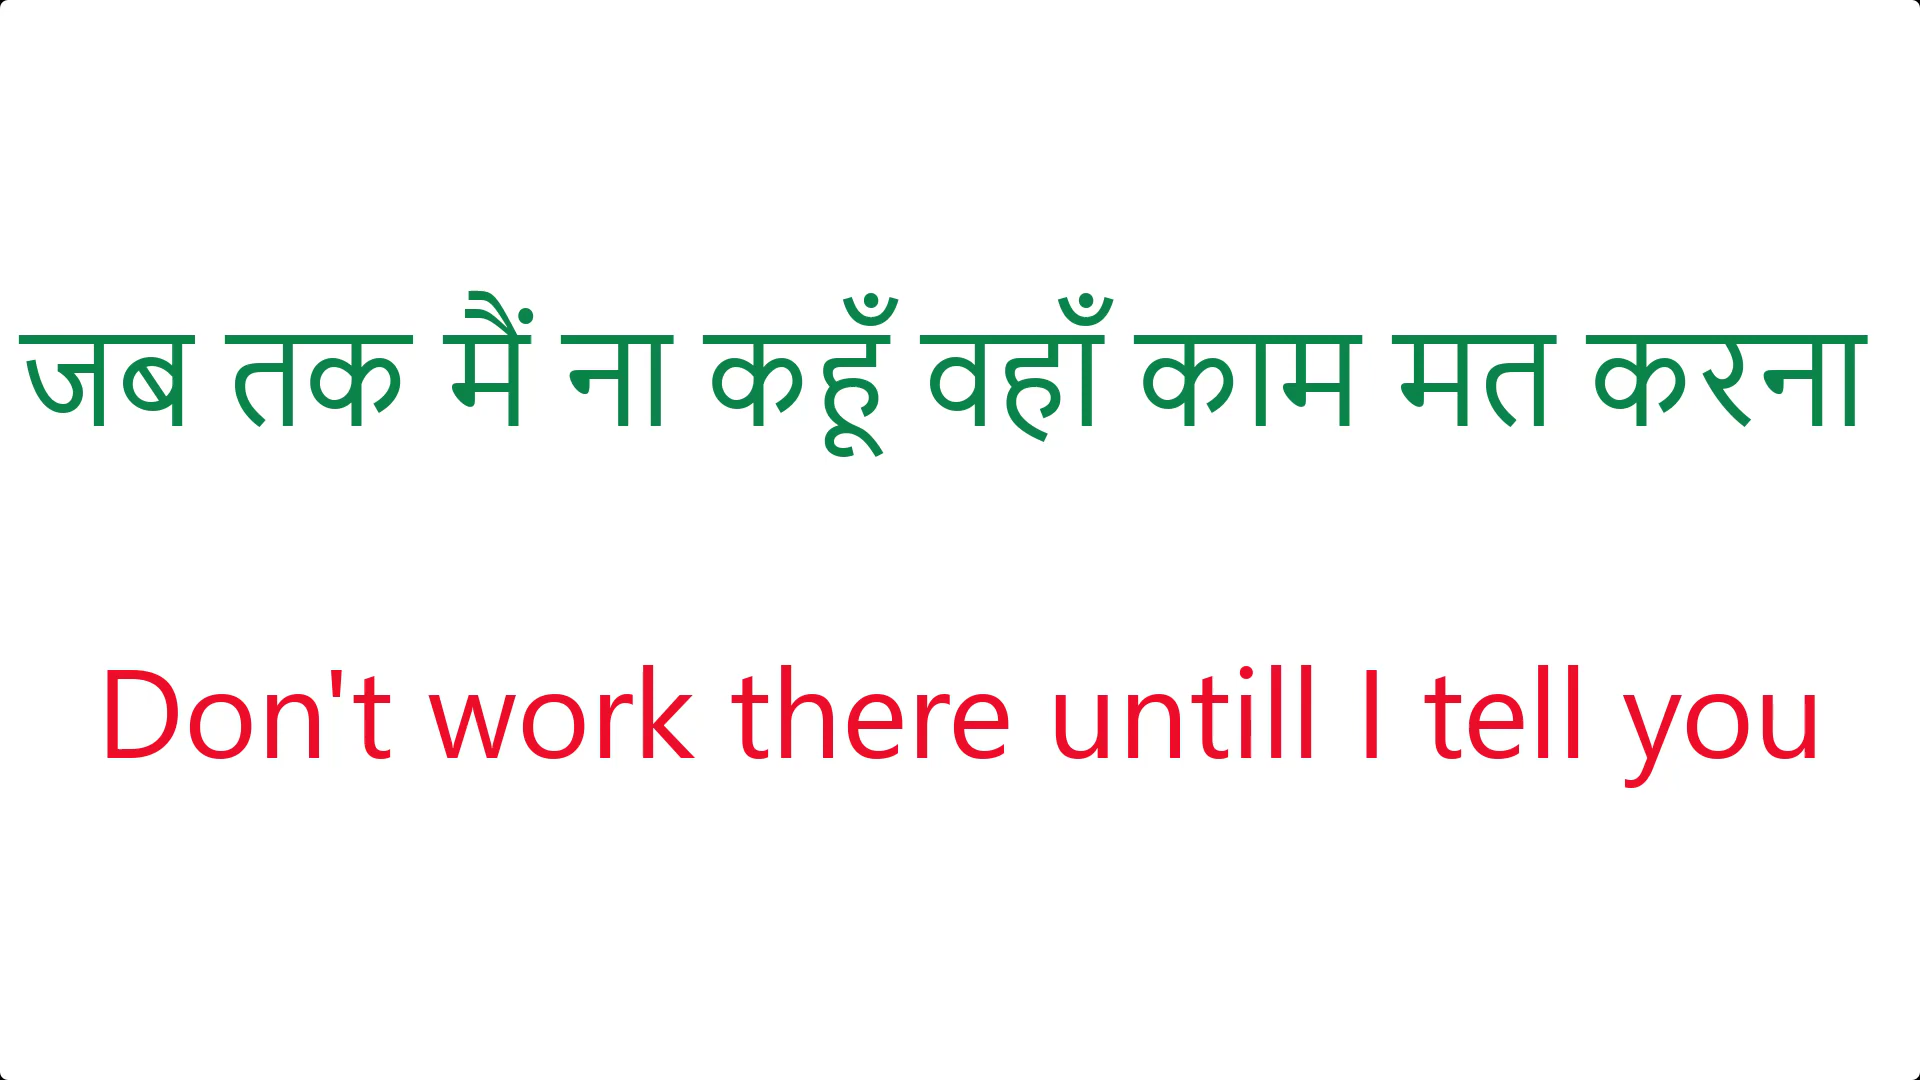 जब तक मैं ना कहूँ वहाँ काम मत करना
Don't work there untill I tell you